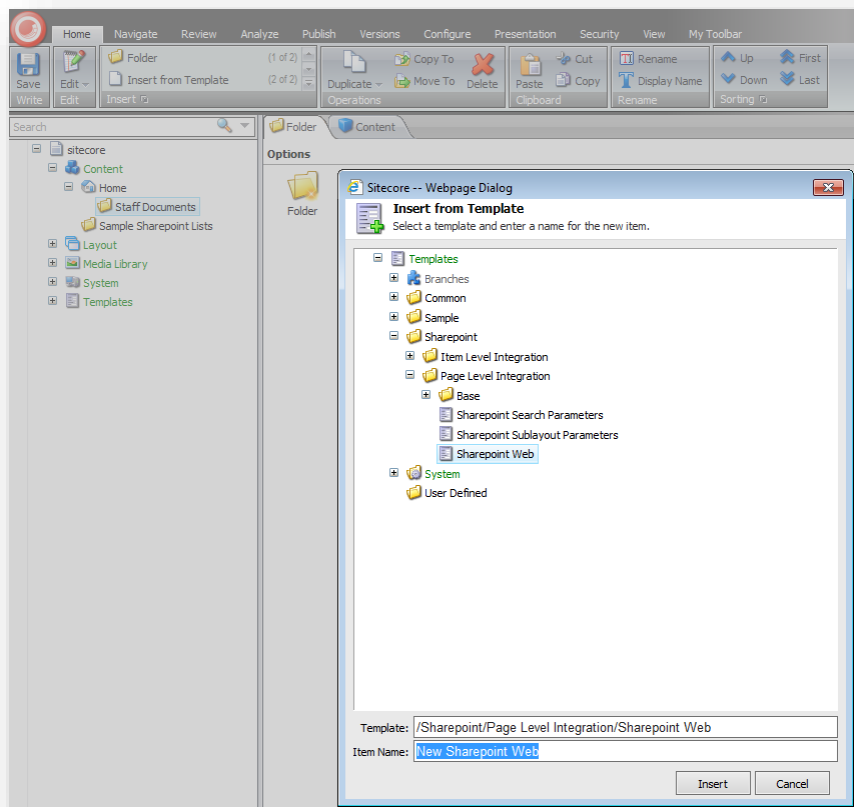 Home Navigate Review Analyze Publish Versions Configure Presentation Security View My Toolbar
Save
Write
Edit
Edit
Folder (1 of 2)
Insert from Template (2 of 2)
Insert
Duplicate
Copy To
Move To
Delete
Operations
Paste
Cut
Copy
Clipboard
Rename
Display Name
Rename
Up First
Down Last
Sorting
Search
sitecore
Content
Home
Staff Documents
Sample Sharepoint Lists
Layout
Media Library
System
Templates
Folder Content
Options
Folder
Sitecore -- Webpage Dialog
Insert from Template
Select a template and enter a name for the new item.
Templates
Branches
Common
Sample
Sharepoint
Item Level Integration
Page Level Integration
Base
Sharepoint Search Parameters
Sharepoint Sublayout Parameters
Sharepoint Web
System
User Defined
Template: /Sharepoint/Page Level Integration/Sharepoint Web
Item Name: New Sharepoint Web
Insert Cancel